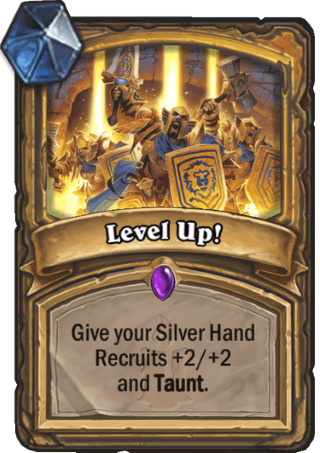 Level Up!
Give your Silver Hand
Recruits +2/+2
and Taunt.